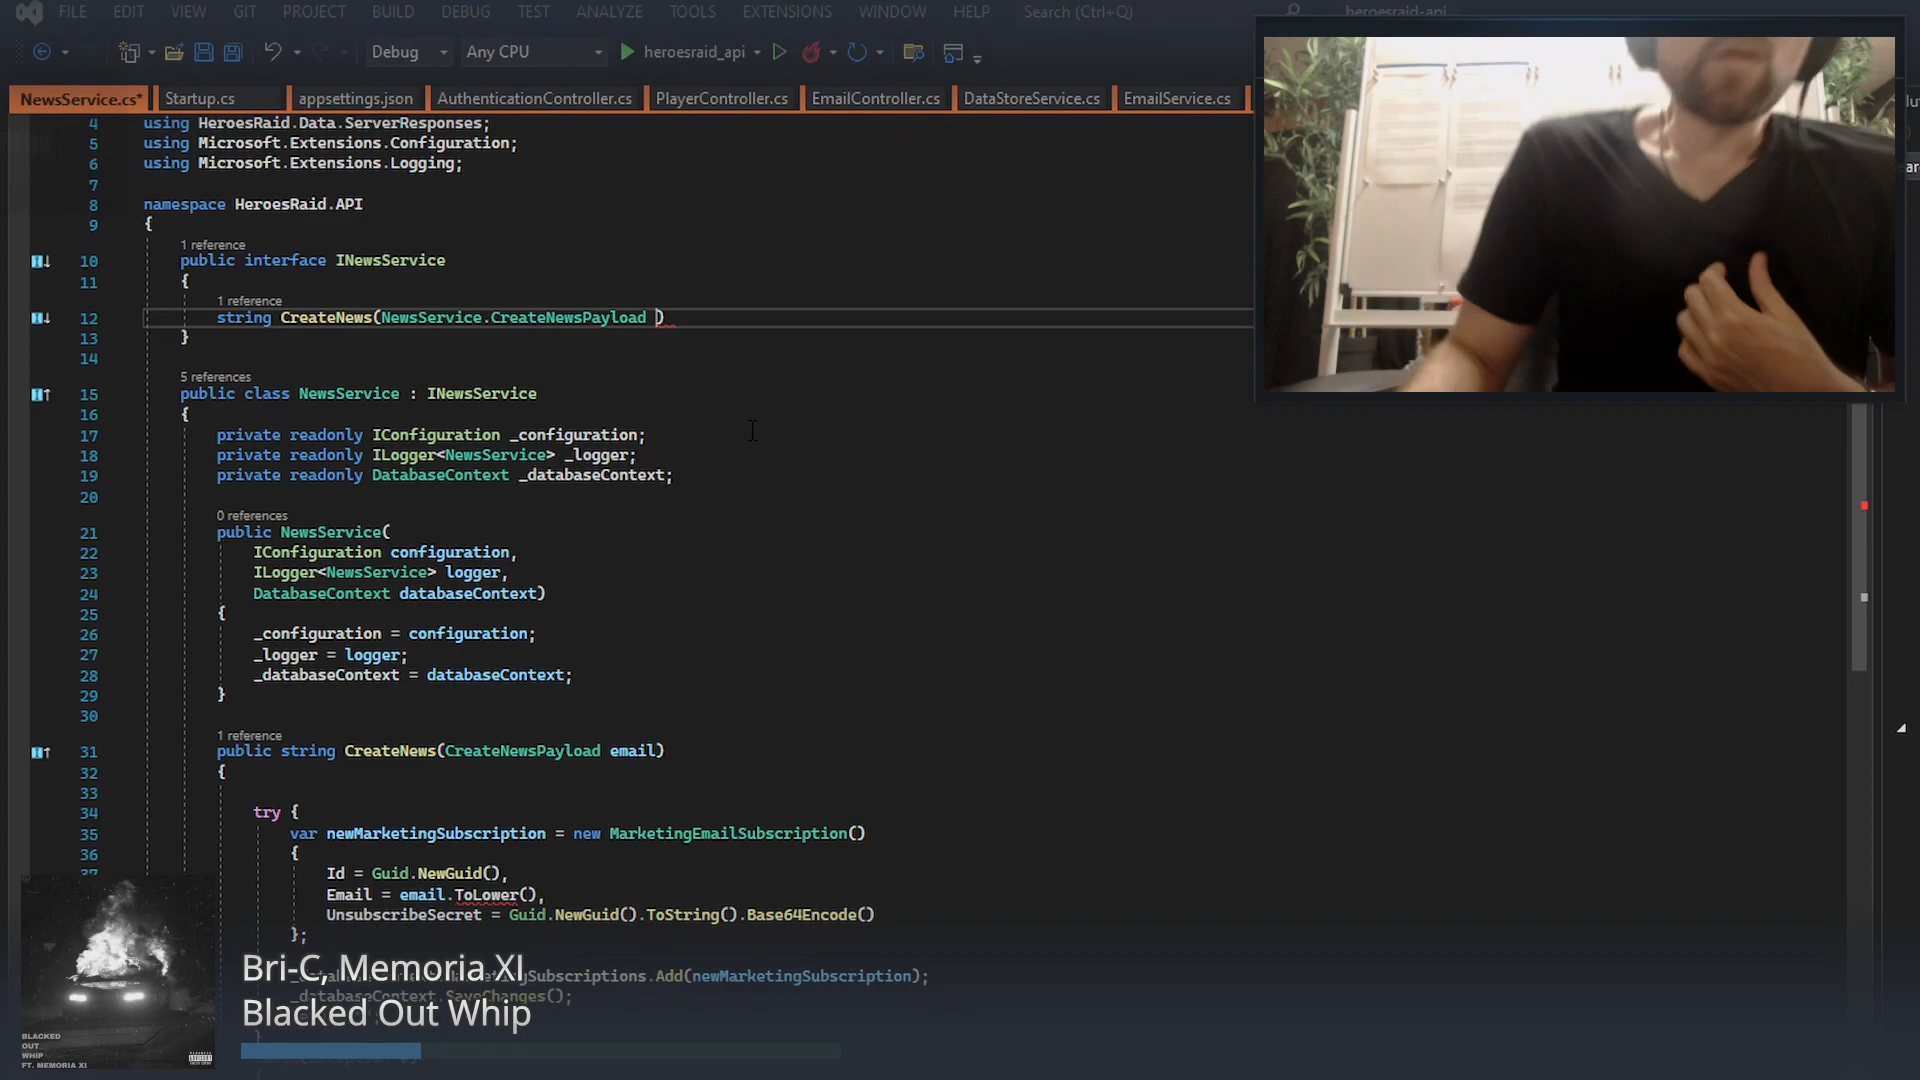 FILE EDIT VIEW GIT PROJECT BUILD DEBUG TEST ANALYZE TOOLS EXTENSIONS WINDOW HELP Search (Ctrl+Q) heroesraid-api
Debug Any CPU heroesraid_api
NewsService.cs* Startup.cs appsettings.json AuthenticationController.cs PlayerController.cs EmailController.cs DataStoreService.cs EmailService.cs
4 using HeroesRaid.Data.ServerResponses;
5 using Microsoft.Extensions.Configuration;
6 using Microsoft.Extensions.Logging;
7
8 namespace HeroesRaid.API
9 {
1 reference
10 public interface INewsService
11 {
1 reference
12 string CreateNews(NewsService.CreateNewsPayload )
13 }
14
5 references
15 public class NewsService : INewsService
16 {
17 private readonly IConfiguration _configuration;
18 private readonly ILogger<NewsService> _logger;
19 private readonly DatabaseContext _databaseContext;
20
0 references
21 public NewsService(
22 IConfiguration configuration,
23 ILogger<NewsService> logger,
24 DatabaseContext databaseContext)
25 {
26 _configuration = configuration;
27 _logger = logger;
28 _databaseContext = databaseContext;
29 }
30
1 reference
31 public string CreateNews(CreateNewsPayload email)
32 {
33
34 try {
35 var newMarketingSubscription = new MarketingEmailSubscription()
36 {
37 Id = Guid.NewGuid(),
Email = email.ToLower(),
UnsubscribeSecret = Guid.NewGuid().ToString().Base64Encode()
};
Subscriptions.Add(newMarketingSubscription);
_databaseContext.SaveChanges();
Bri-C, Memoria XI
Blacked Out Whip
BLACKED
OUT
WHIP
FT. MEMORIA XI